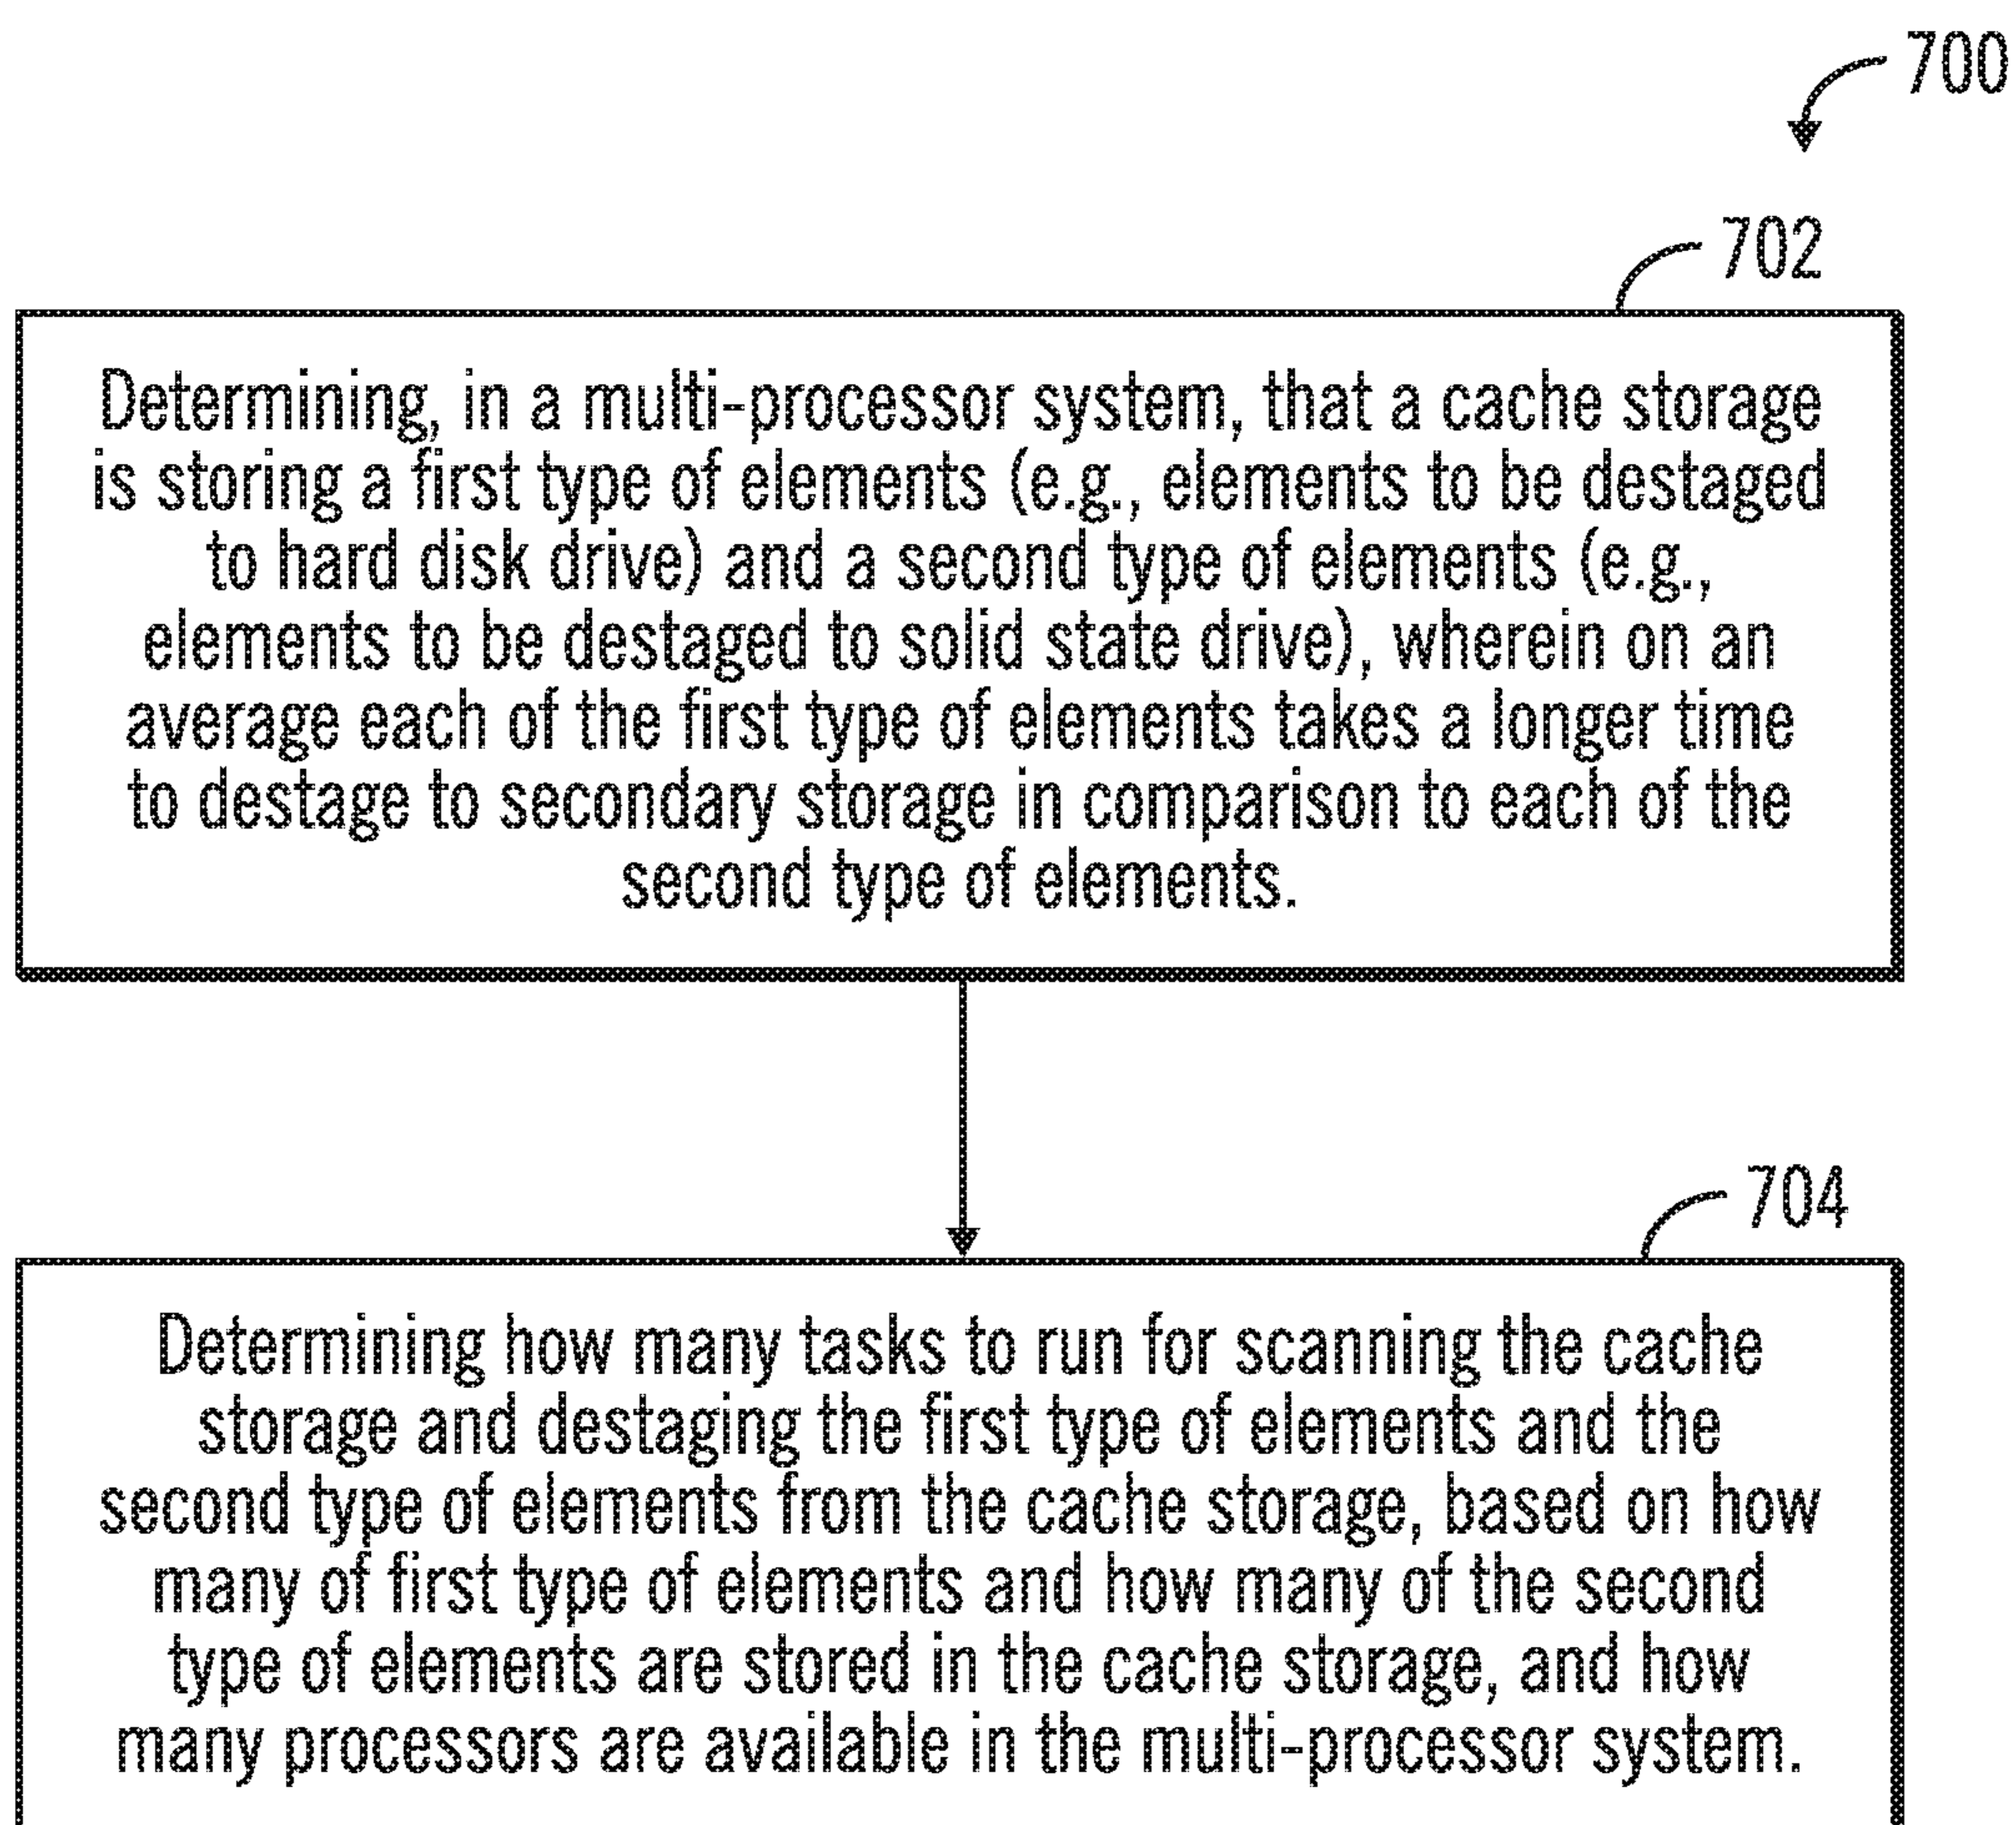 700
702
Determining, in a multi-processor system, that a cache storage
is storing a first type of elements (e.g., elements to be destaged
to hard disk drive) and a second type of elements (e.g.,
elements to be destaged to solid state drive), wherein on an
average each of the first type of elements takes a longer time
to destage to secondary storage in comparison to each of the
second type of elements.
704
Determining how many tasks to run for scanning the cache
storage and destaging the first type of elements and the
second type of elements from the cache storage, based on how
many of first type of elements and how many of the second
type of elements are stored in the cache storage, and how
many processors are available in the multi-processor system.